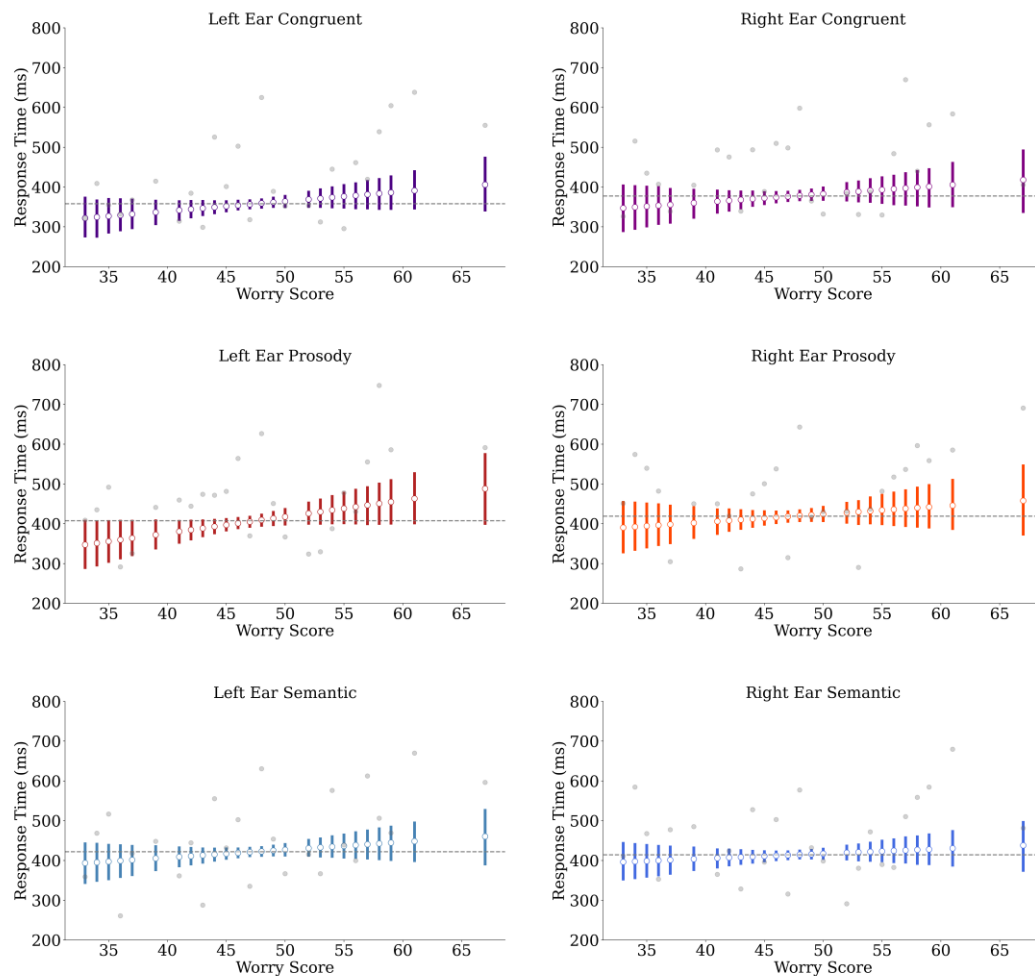 Left Ear Congruent
800
700
600
500
400
300
200
Response Time (ms)
35 40 45 50 55 60 65
Worry Score
Right Ear Congruent
800
700
600
500
400
300
200
Response Time (ms)
35 40 45 50 55 60 65
Worry Score
Left Ear Prosody
800
700
600
500
400
300
200
Response Time (ms)
35 40 45 50 55 60 65
Worry Score
Right Ear Prosody
800
700
600
500
400
300
200
Response Time (ms)
35 40 45 50 55 60 65
Worry Score
Left Ear Semantic
800
700
600
500
400
300
200
Response Time (ms)
35 40 45 50 55 60 65
Worry Score
Right Ear Semantic
800
700
600
500
400
300
200
Response Time (ms)
35 40 45 50 55 60 65
Worry Score